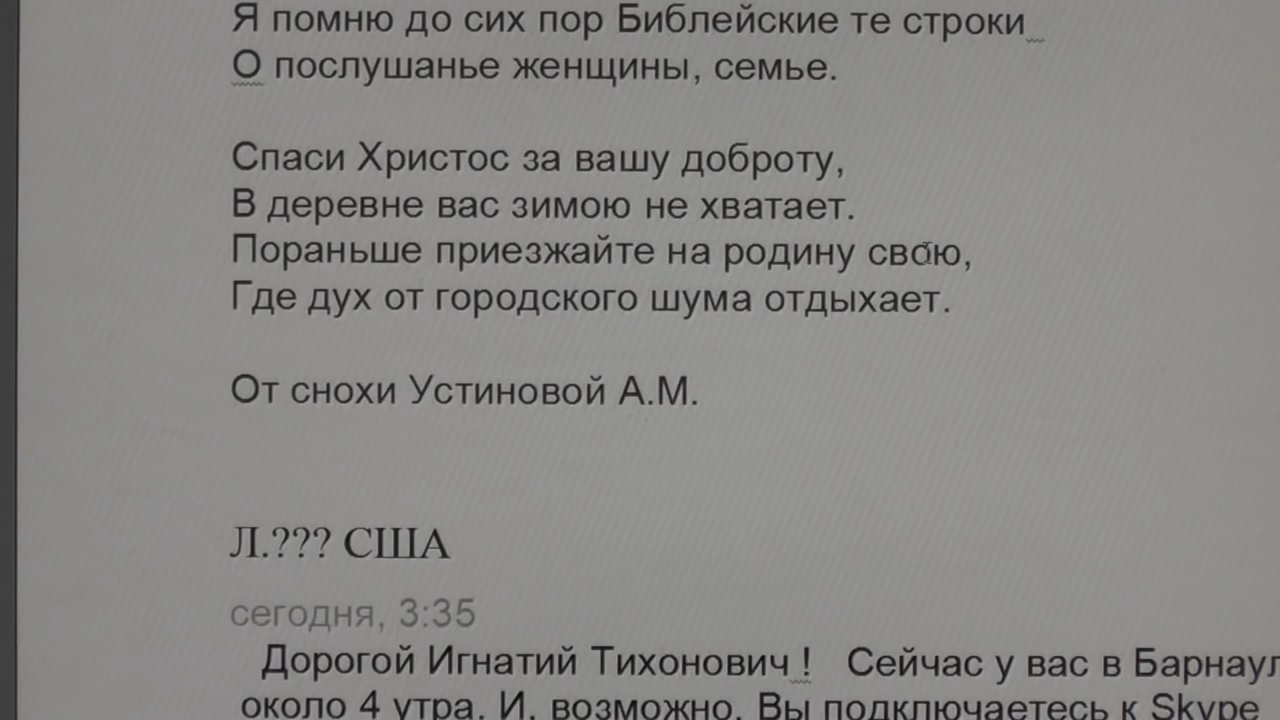 Я помню до сих пор Библейские те строки
О послушанье женщины, семье.
Спаси Христос за вашу доброту,
В деревне вас зимою не хватает.
Пораньше приезжайте на родину свою,
Где дух от городского шума отдыхает.
От снохи Устиновой А.М.
Л.??? США
сегодня, 3:35
Дорогой Игнатий Тихонович ! Сейчас у вас в Барнаул
около 4 утра. И, возможно, Вы подключаетесь к Skype